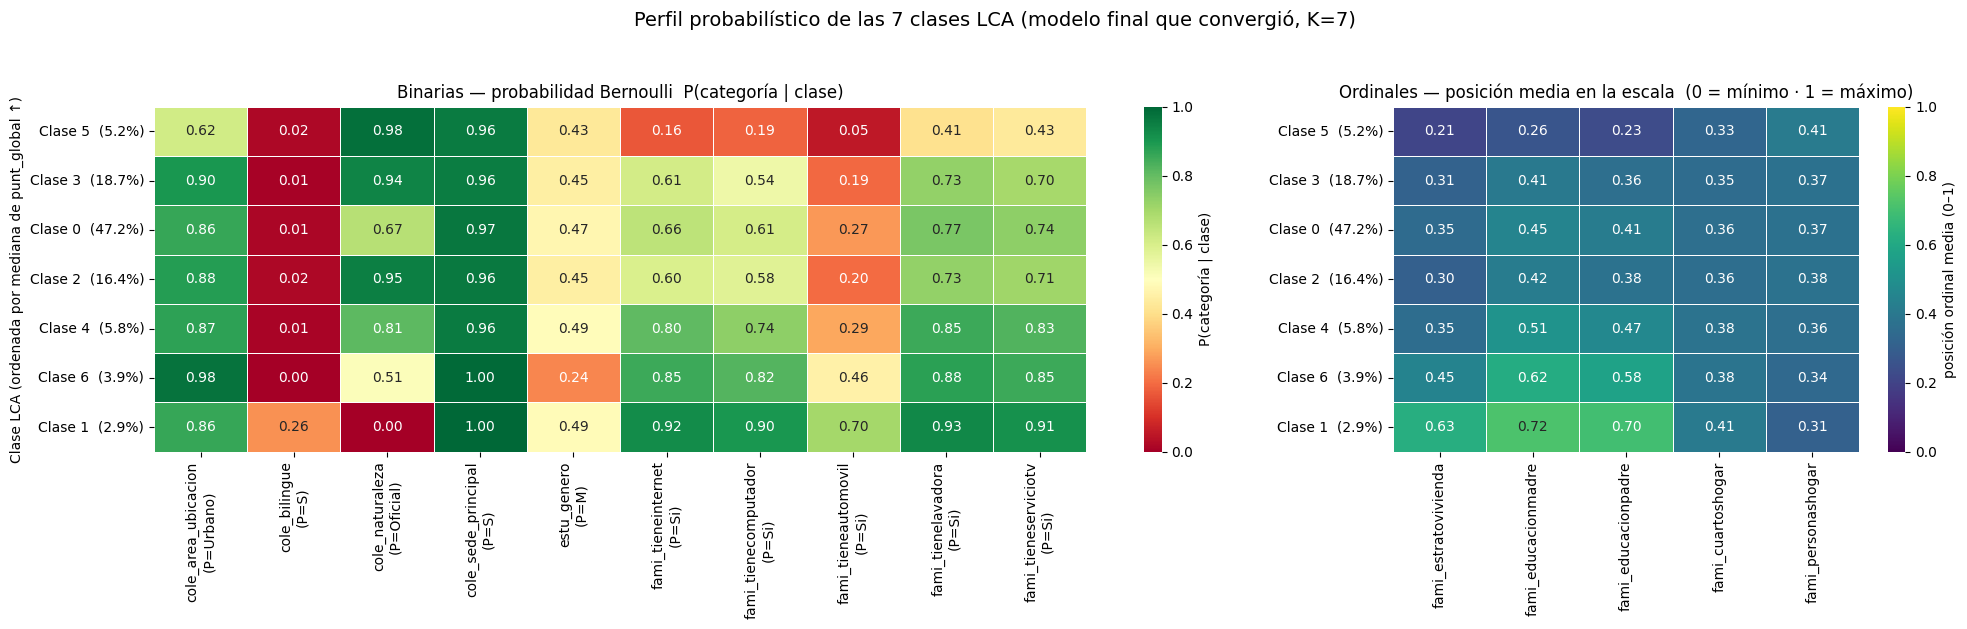 Perfil probabilístico de las 7 clases LCA (modelo final que convergió, K=7)
Binarias — probabilidad Bernoulli  P(categoría | clase)
Clase LCA (ordenada por mediana de punt_global ↑)
Clase 5  (5.2%) 0.62 0.02 0.98 0.96 0.43 0.16 0.19 0.05 0.41 0.43
Clase 3  (18.7%) 0.90 0.01 0.94 0.96 0.45 0.61 0.54 0.19 0.73 0.70
Clase 0  (47.2%) 0.86 0.01 0.67 0.97 0.47 0.66 0.61 0.27 0.77 0.74
Clase 2  (16.4%) 0.88 0.02 0.95 0.96 0.45 0.60 0.58 0.20 0.73 0.71
Clase 4  (5.8%) 0.87 0.01 0.81 0.96 0.49 0.80 0.74 0.29 0.85 0.83
Clase 6  (3.9%) 0.98 0.00 0.51 1.00 0.24 0.85 0.82 0.46 0.88 0.85
Clase 1  (2.9%) 0.86 0.26 0.00 1.00 0.49 0.92 0.90 0.70 0.93 0.91
cole_area_ubicacion
(P=Urbano)
cole_bilingue
(P=S)
cole_naturaleza
(P=Oficial)
cole_sede_principal
(P=S)
estu_genero
(P=M)
fami_tieneinternet
(P=Si)
fami_tienecomputador
(P=Si)
fami_tieneautomovil
(P=Si)
fami_tienelavadora
(P=Si)
fami_tieneserviciotv
(P=Si)
1.0
0.8
0.6
0.4
0.2
0.0
P(categoría | clase)
Ordinales — posición media en la escala  (0 = mínimo · 1 = máximo)
Clase 5  (5.2%) 0.21 0.26 0.23 0.33 0.41
Clase 3  (18.7%) 0.31 0.41 0.36 0.35 0.37
Clase 0  (47.2%) 0.35 0.45 0.41 0.36 0.37
Clase 2  (16.4%) 0.30 0.42 0.38 0.36 0.38
Clase 4  (5.8%) 0.35 0.51 0.47 0.38 0.36
Clase 6  (3.9%) 0.45 0.62 0.58 0.38 0.34
Clase 1  (2.9%) 0.63 0.72 0.70 0.41 0.31
fami_estratovivienda
fami_educacionmadre
fami_educacionpadre
fami_cuartoshogar
fami_personashogar
1.0
0.8
0.6
0.4
0.2
0.0
posición ordinal media (0–1)